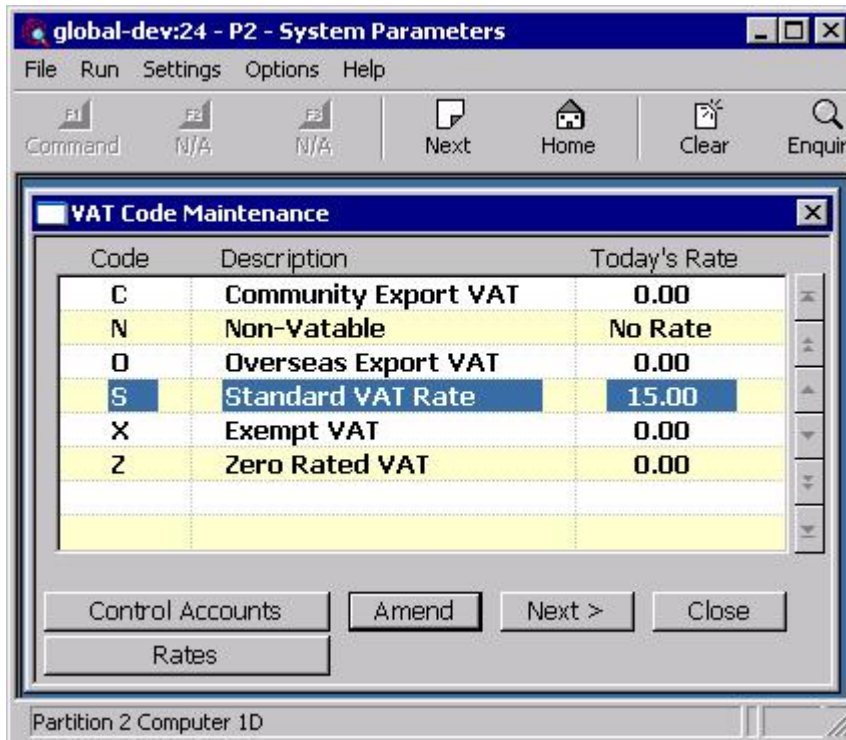 global-dev:24 - P2 - System Parameters
File Run Settings Options Help
F1 F2 F3
Command N/A N/A Next Home Clear Enquir
VAT Code Maintenance
Code Description Today's Rate
C Community Export VAT 0.00
N Non-Vatable No Rate
O Overseas Export VAT 0.00
S Standard VAT Rate 15.00
X Exempt VAT 0.00
Z Zero Rated VAT 0.00
Control Accounts Amend Next > Close
Rates
Partition 2 Computer 1D